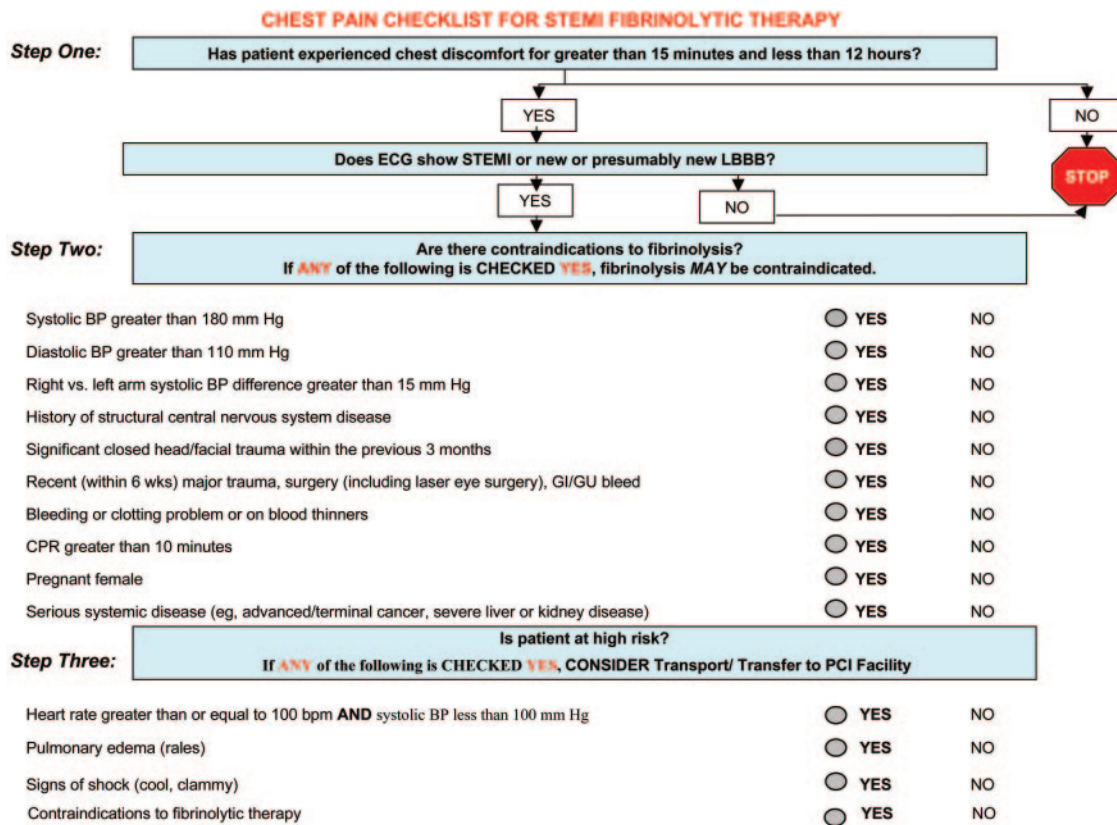 CHEST PAIN CHECKLIST FOR STEMI FIBRINOLYTIC THERAPY
Step One:
Has patient experienced chest discomfort for greater than 15 minutes and less than 12 hours?
YES
NO
Does ECG show STEMI or new or presumably new LBBB?
STOP
YES
NO
Step Two:
Are there contraindications to fibrinolysis?
If ANY of the following is CHECKED YES, fibrinolysis MAY be contraindicated.
Systolic BP greater than 180 mm Hg YES NO
Diastolic BP greater than 110 mm Hg YES NO
Right vs. left arm systolic BP difference greater than 15 mm Hg YES NO
History of structural central nervous system disease YES NO
Significant closed head/facial trauma within the previous 3 months YES NO
Recent (within 6 wks) major trauma, surgery (including laser eye surgery), GI/GU bleed YES NO
Bleeding or clotting problem or on blood thinners YES NO
CPR greater than 10 minutes YES NO
Pregnant female YES NO
Serious systemic disease (eg, advanced/terminal cancer, severe liver or kidney disease) YES NO
Step Three:
Is patient at high risk?
If ANY of the following is CHECKED YES, CONSIDER Transport/ Transfer to PCI Facility
Heart rate greater than or equal to 100 bpm AND systolic BP less than 100 mm Hg YES NO
Pulmonary edema (rales) YES NO
Signs of shock (cool, clammy) YES NO
Contraindications to fibrinolytic therapy YES NO